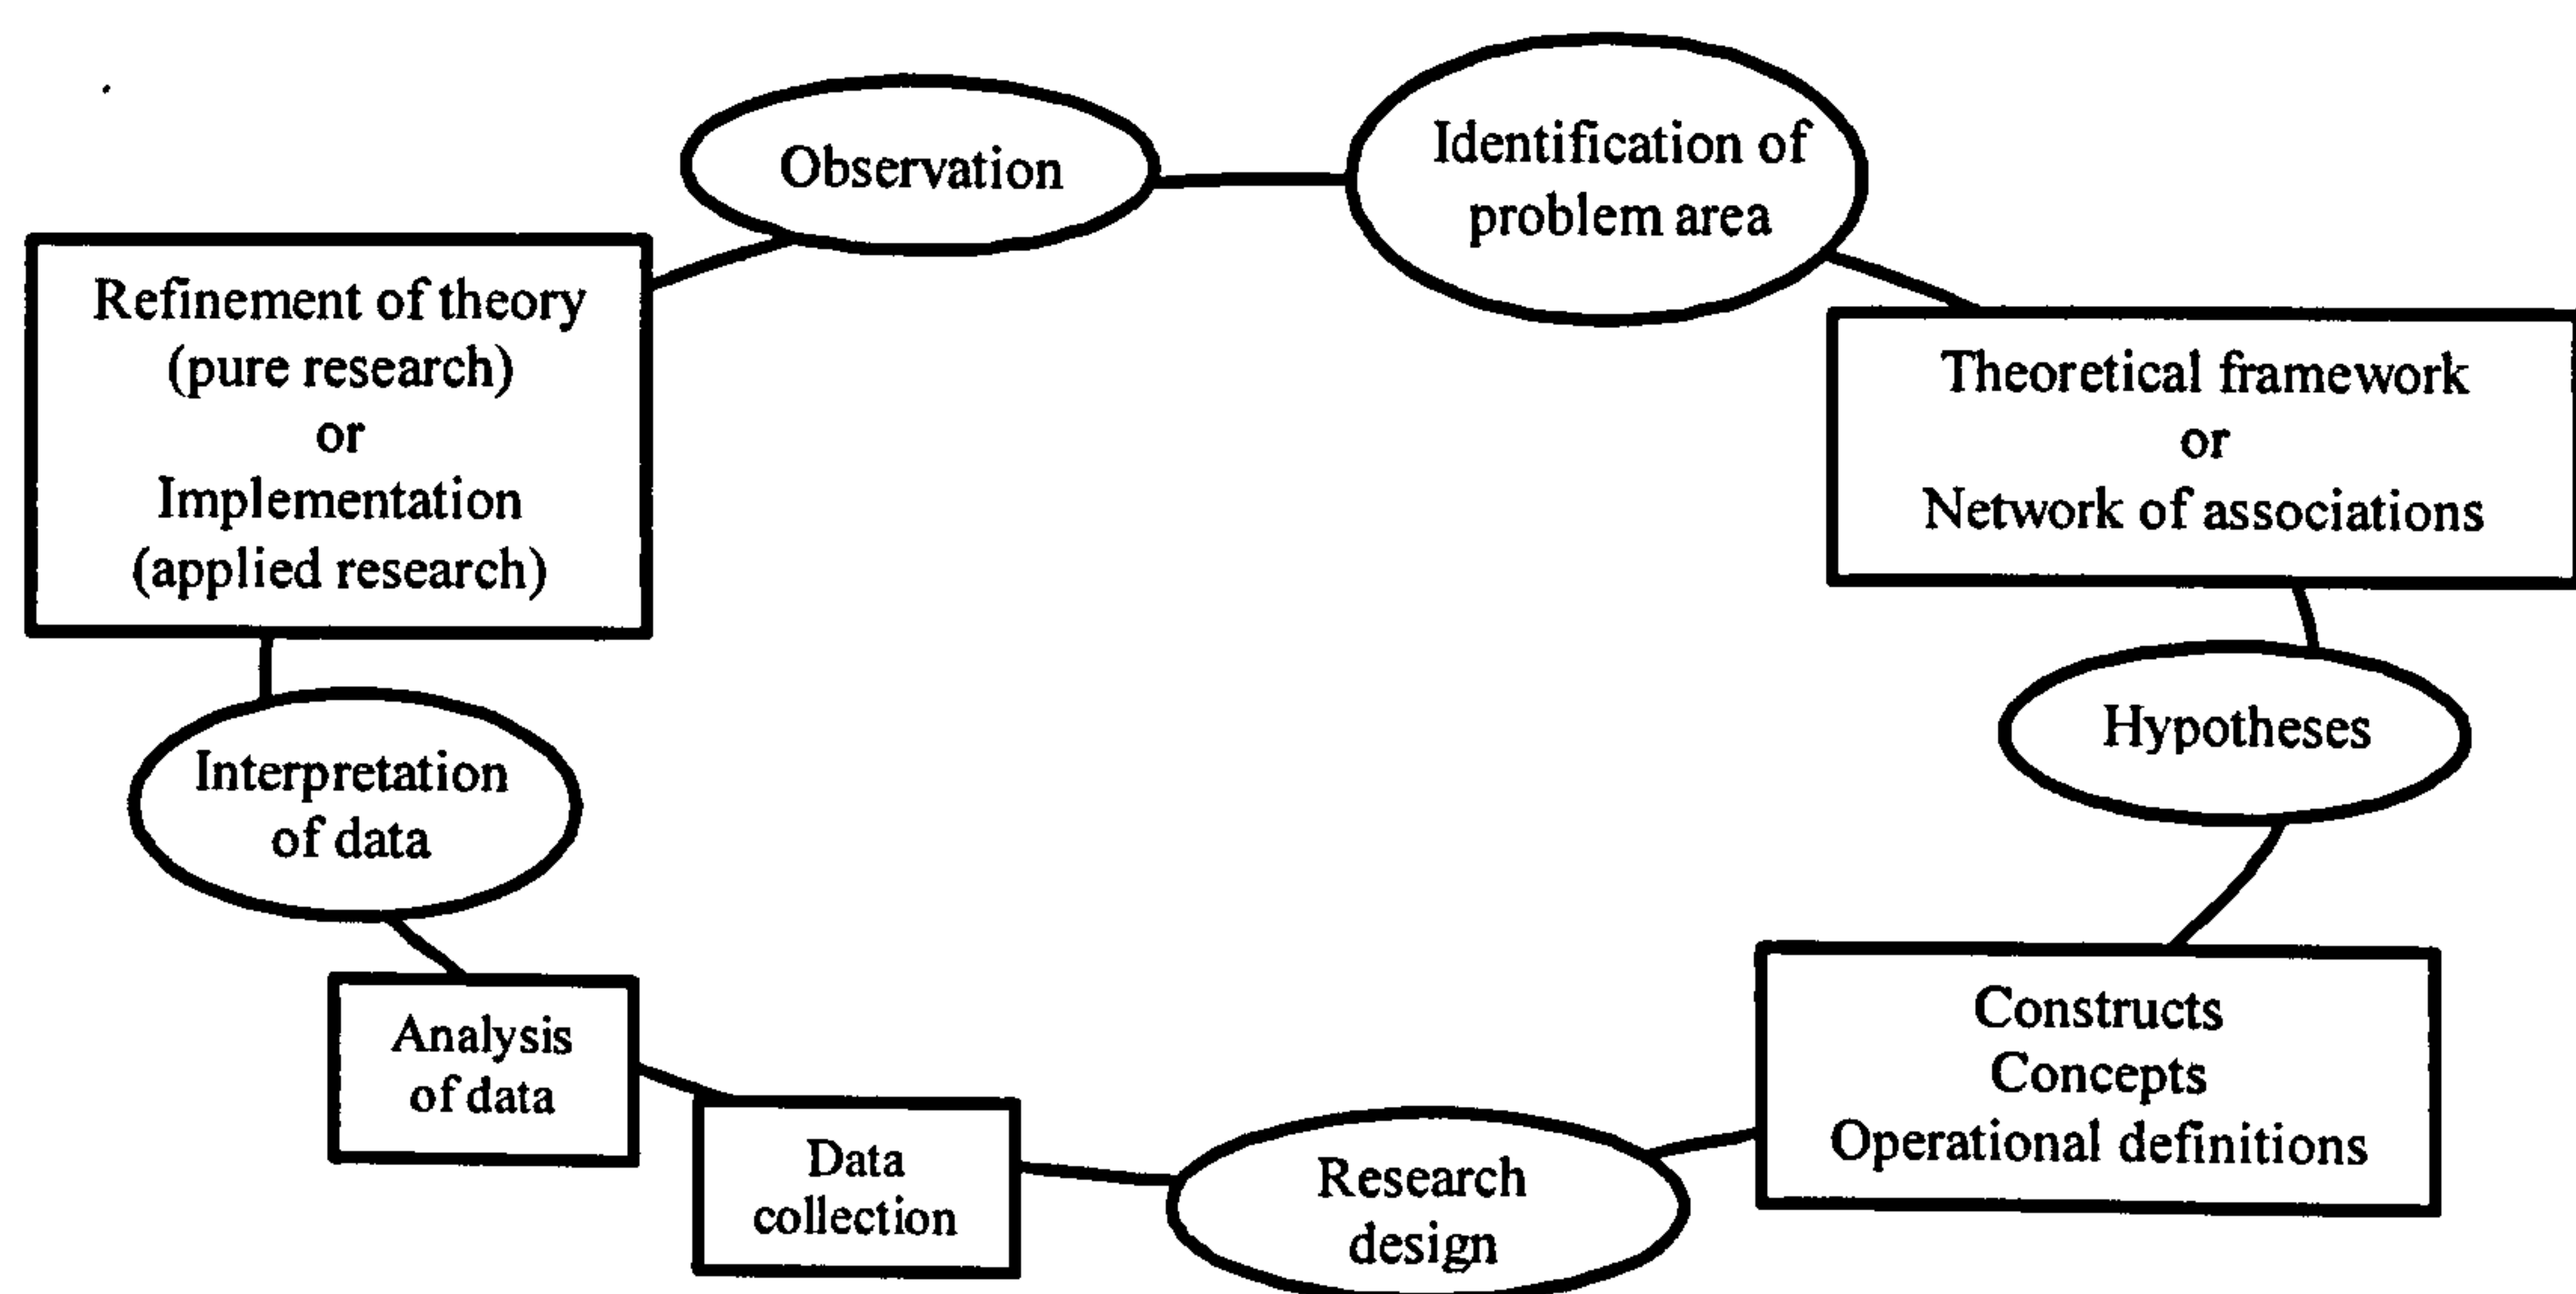 Observation
Identification of
problem area
Refinement of theory
(pure research)
or
Implementation
(applied research)
Theoretical framework
or
Network of associations
Hypotheses
Interpretation
of data
Constructs
Concepts
Operational definitions
Analysis
of data
Data
collection
Research
design